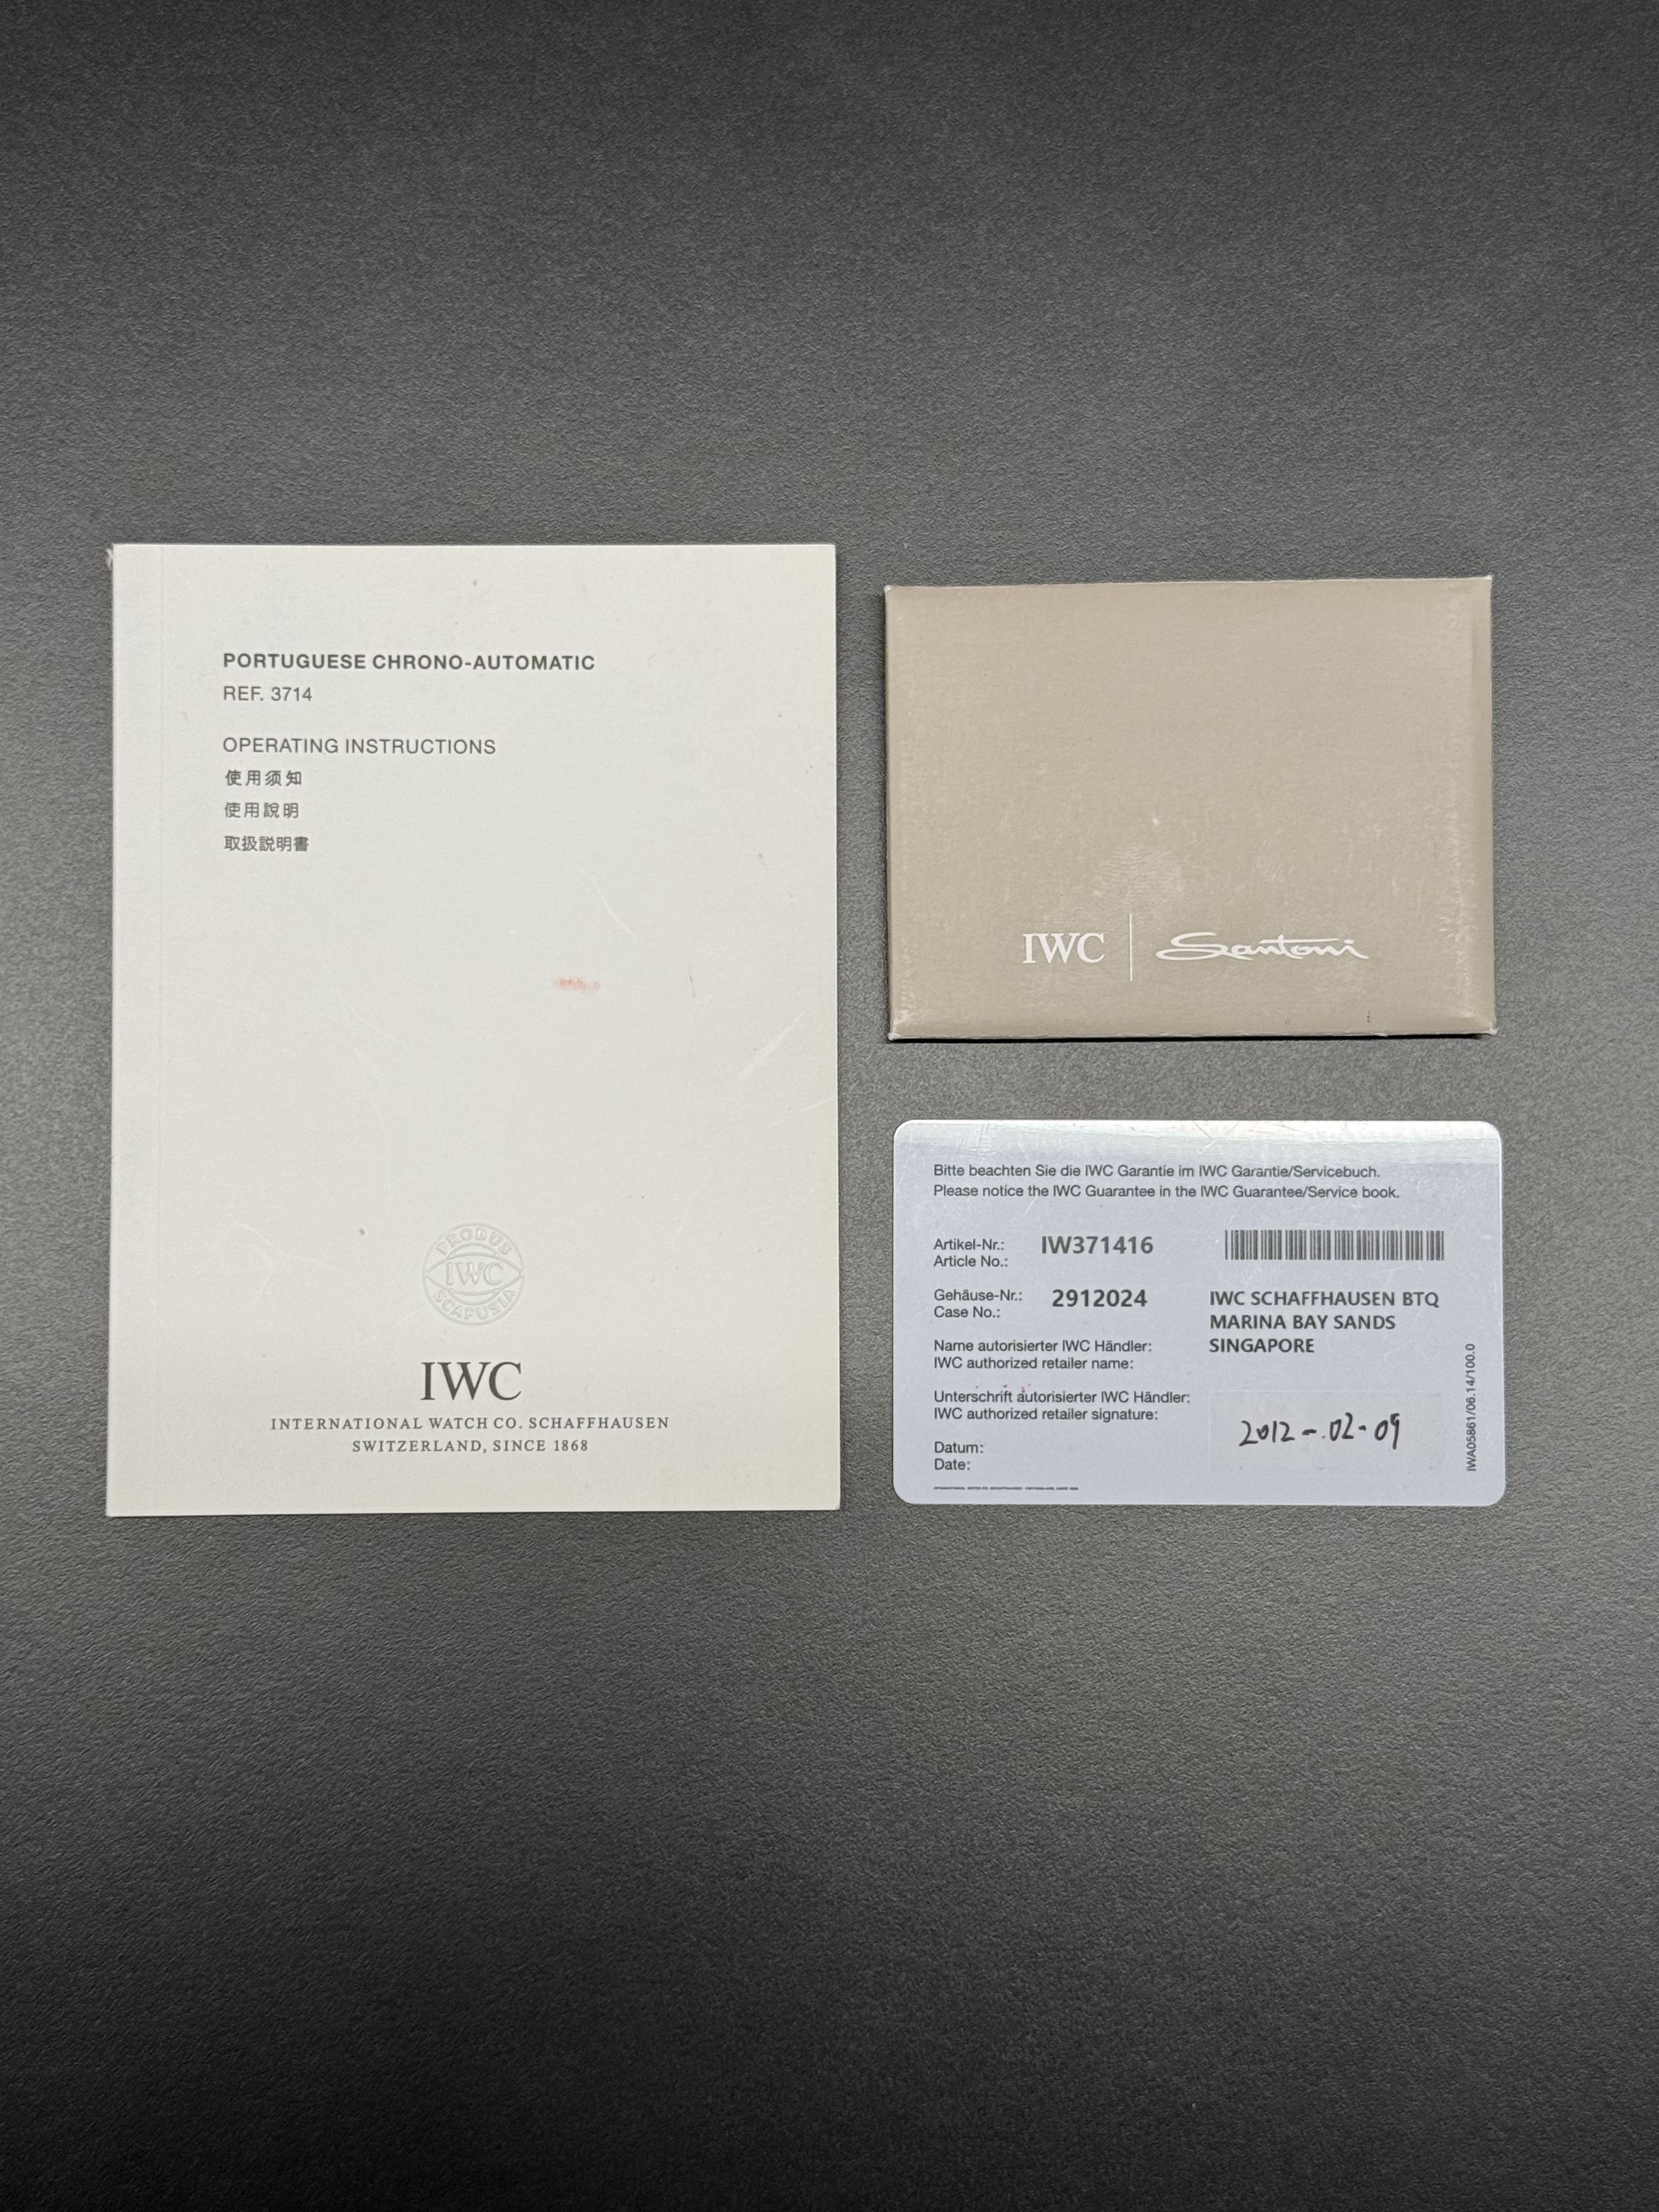 PORTUGUESE CHRONO-AUTOMATIC
REF. 3714
OPERATING INSTRUCTIONS
使用须知
使用說明
取扱説明書
PROBUS
IWC
SCAFUSIA
IWC
INTERNATIONAL WATCH CO. SCHAFFHAUSEN
SWITZERLAND, SINCE 1868
IWC Santoni
Bitte beachten Sie die IWC Garantie im IWC Garantie/Servicebuch.
Please notice the IWC Guarantee in the IWC Guarantee/Service book.
Artikel-Nr.: IW371416
Article No.:
Gehäuse-Nr.: 2912024
Case No.:
IWC SCHAFFHAUSEN BTQ
MARINA BAY SANDS
SINGAPORE
Name autorisierter IWC Händler:
IWC authorized retailer name:
Unterschrift autorisierter IWC Händler:
IWC authorized retailer signature:
2012-.02-09
Datum:
Date:
IWA05861/06.14/100.0